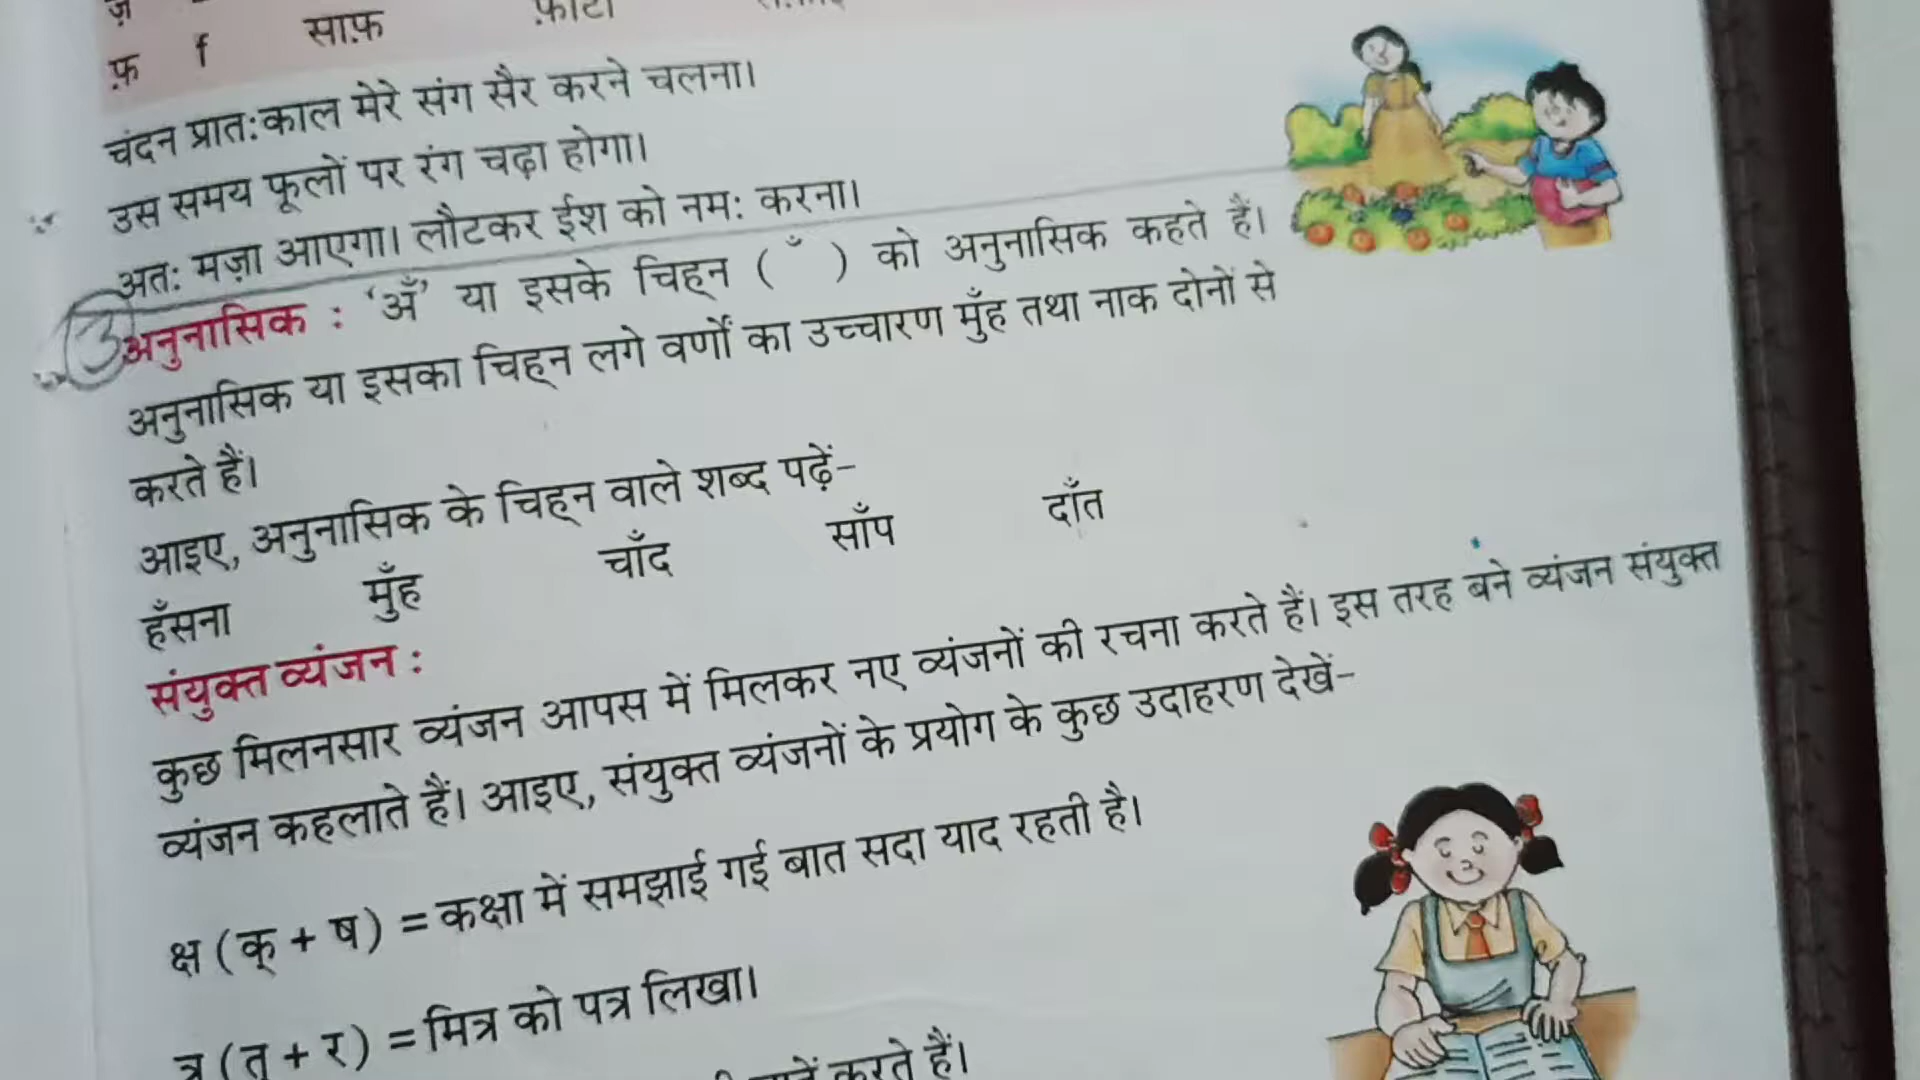 फ़ f साफ़ फ़ोटो
चंदन प्रात:काल मेरे संग सैर करने चलना।
उस समय फूलों पर रंग चढ़ा होगा।
अत: मज़ा आएगा। लौटकर ईश को नम: करना।
3 अनुनासिक : ‘अँ’ या इसके चिह्न ( ँ ) को अनुनासिक कहते हैं।
अनुनासिक या इसका चिह्न लगे वर्णों का उच्चारण मुँह तथा नाक दोनों से
करते हैं।
आइए, अनुनासिक के चिह्न वाले शब्द पढ़ें-
हँसना मुँह चाँद साँप दाँत
संयुक्त व्यंजन :
कुछ मिलनसार व्यंजन आपस में मिलकर नए व्यंजनों की रचना करते हैं। इस तरह बने व्यंजन संयुक्त
व्यंजन कहलाते हैं। आइए, संयुक्त व्यंजनों के प्रयोग के कुछ उदाहरण देखें-
क्ष (क् + ष) = कक्षा में समझाई गई बात सदा याद रहती है।
त्र (त् + र) = मित्र को पत्र लिखा।
करते हैं।